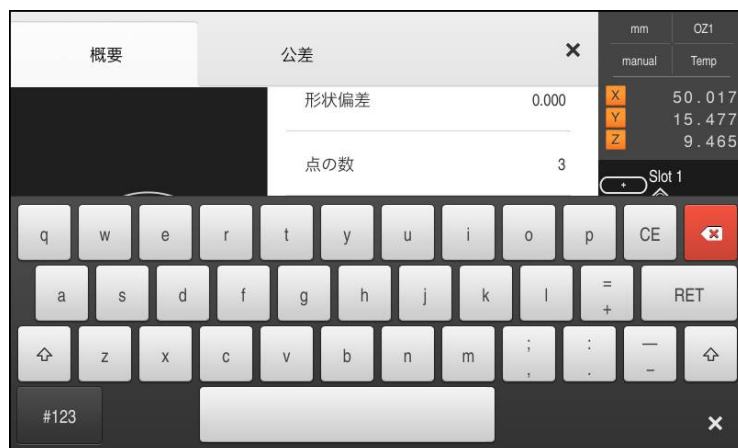 概要
公差
×
mm
OZ1
manual
Temp
形状偏差
0.000
点の数
3
X 50.017
Y 15.477
Z 9.465
Slot 1
+
q w e r t y u i o p CE
a s d f g h j k l = + RET
z x c v b n m ; , : . — –
#123
×